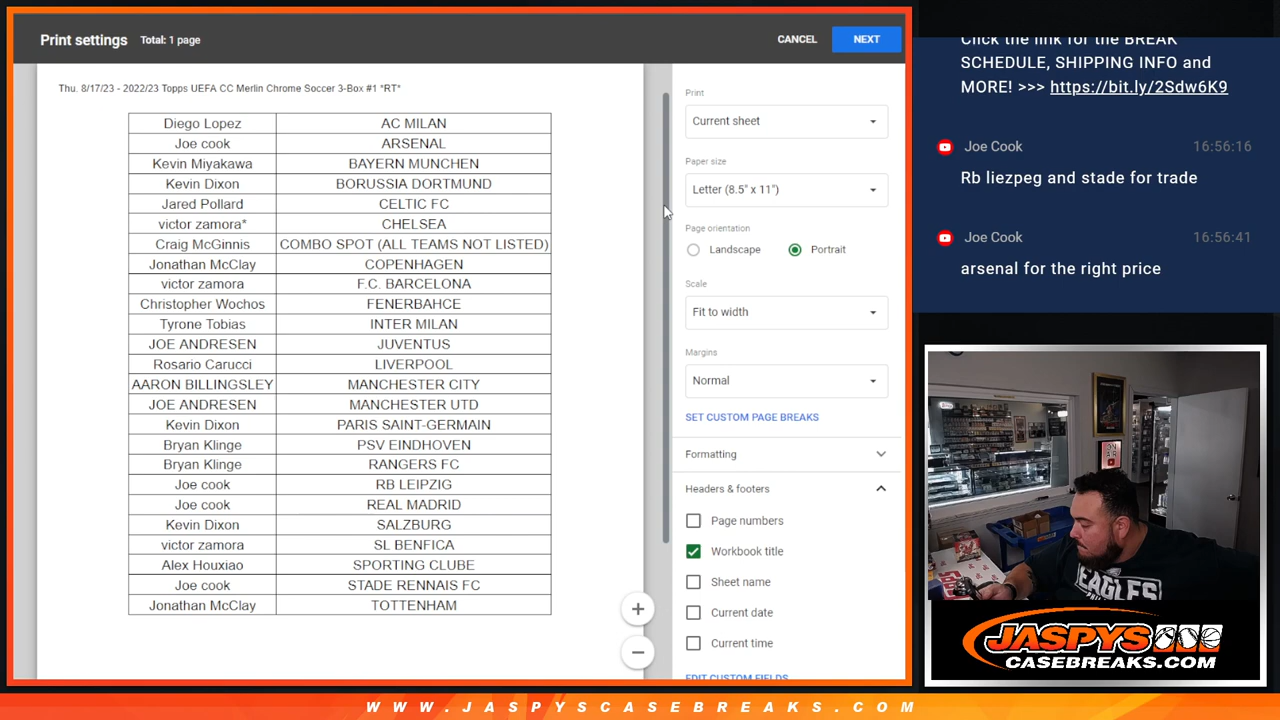 Print settings Total: 1 page CANCEL NEXT
Thu. 8/17/23 - 2022/23 Topps UEFA CC Merlin Chrome Soccer 3-Box #1 *RT*
Diego Lopez AC MILAN
Joe cook ARSENAL
Kevin Miyakawa BAYERN MUNCHEN
Kevin Dixon BORUSSIA DORTMUND
Jared Pollard CELTIC FC
victor zamora* CHELSEA
Craig McGinnis COMBO SPOT (ALL TEAMS NOT LISTED)
Jonathan McClay COPENHAGEN
victor zamora F.C. BARCELONA
Christopher Wochos FENERBAHCE
Tyrone Tobias INTER MILAN
JOE ANDRESEN JUVENTUS
Rosario Carucci LIVERPOOL
AARON BILLINGSLEY MANCHESTER CITY
JOE ANDRESEN MANCHESTER UTD
Kevin Dixon PARIS SAINT-GERMAIN
Bryan Klinge PSV EINDHOVEN
Bryan Klinge RANGERS FC
Joe cook RB LEIPZIG
Joe cook REAL MADRID
Kevin Dixon SALZBURG
victor zamora SL BENFICA
Alex Houxiao SPORTING CLUBE
Joe cook STADE RENNAIS FC
Jonathan McClay TOTTENHAM
Print
Current sheet
Paper size
Letter (8.5" x 11")
Page orientation
Landscape Portrait
Scale
Fit to width
Margins
Normal
SET CUSTOM PAGE BREAKS
Formatting
Headers & footers
Page numbers
Workbook title
Sheet name
Current date
Current time
EDIT CUSTOM FIELDS
Click the link for the BREAK
SCHEDULE, SHIPPING INFO and
MORE! >>> https://bit.ly/2Sdw6K9
Joe Cook 16:56:16
Rb liezpeg and stade for trade
Joe Cook 16:56:41
arsenal for the right price
ON AIR
EAGLES
JASPYS
CASEBREAKS.COM
WWW.JASPYSCASEBREAKS.COM